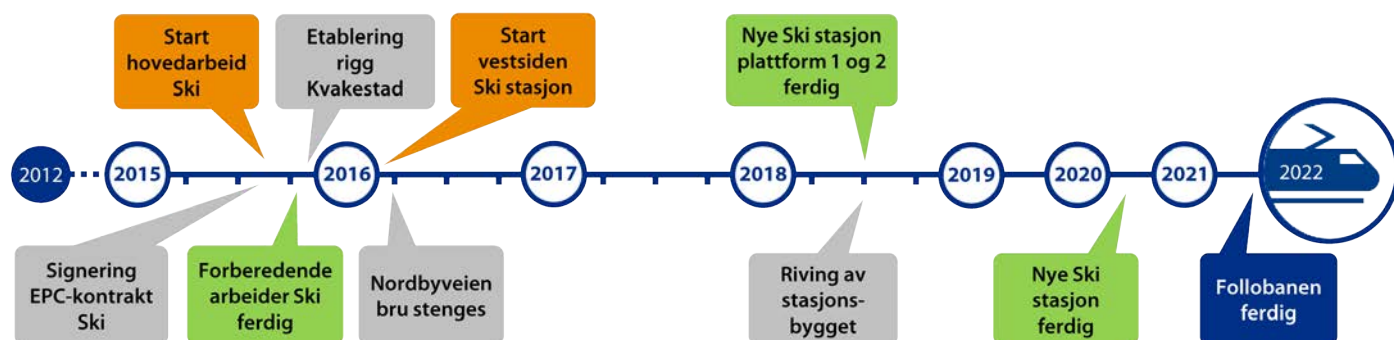 Start
hovedarbeid
Ski
Etablering
rigg
Kvakestad
Start
vestsiden
Ski stasjon
Nye Ski stasjon
plattform 1 og 2
ferdig
2012
2015
2016
2017
2018
2019
2020
2021
2022
Signering
EPC-kontrakt
Ski
Forberedende
arbeider Ski
ferdig
Nordbyveien
bru stenges
Riving av
stasjons-
bygget
Nye Ski
stasjon
ferdig
Follobanen
ferdig